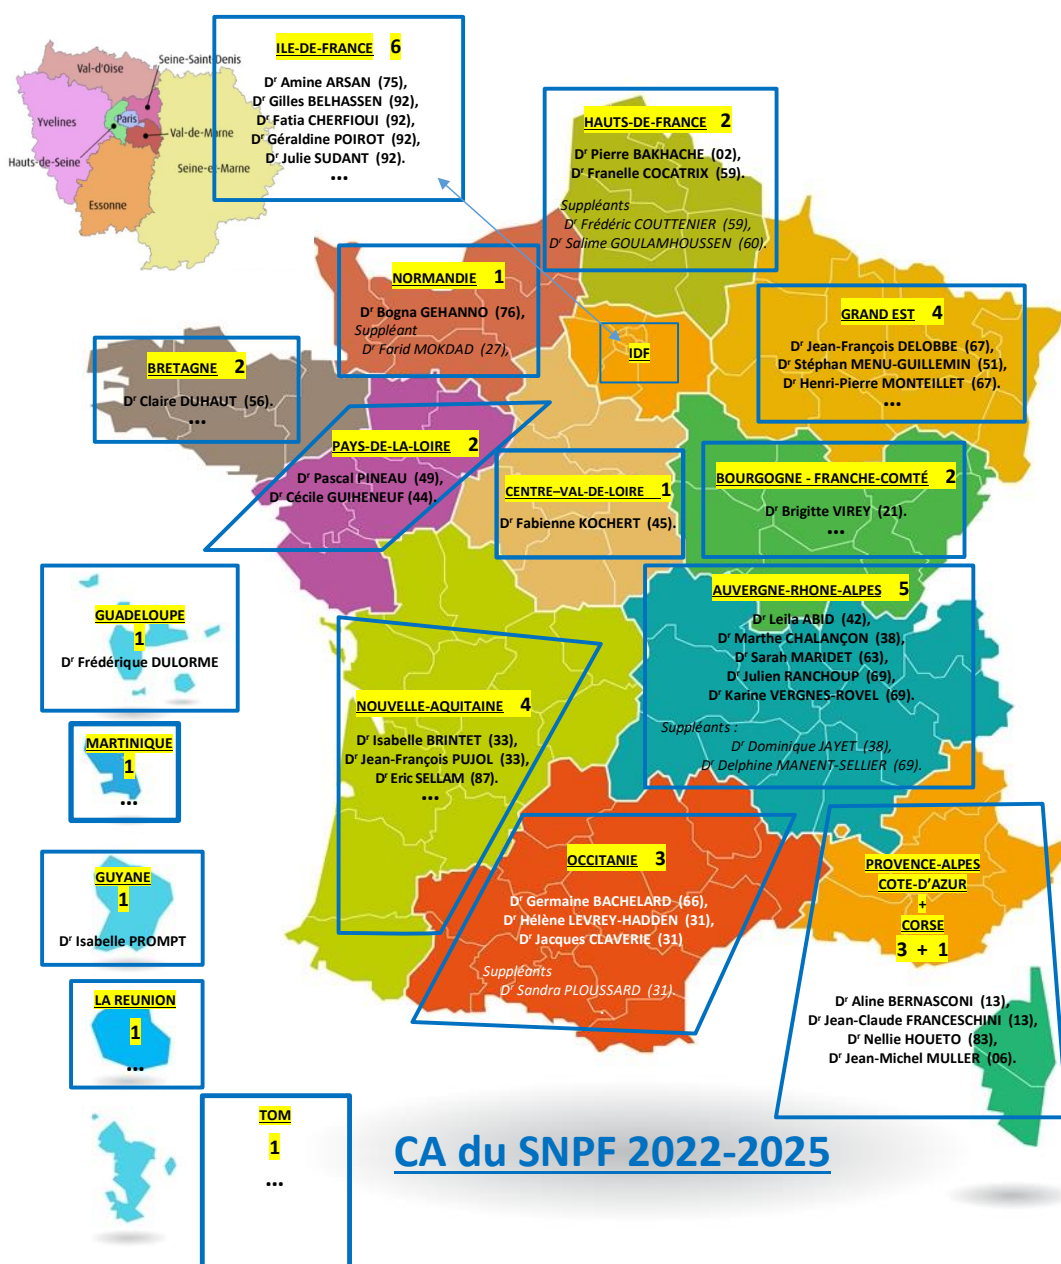 Val-d'Oise
Seine-Saint-Denis
Yvelines
Paris
Val-de-Marne
Hauts-de-Seine
Seine-et-Marne
Essonne
ILE-DE-FRANCE 6
Dr Amine ARSAN (75),
Dr Gilles BELHASSEN (92),
Dr Fatia CHERFIOUI (92),
Dr Géraldine POIROT (92),
Dr Julie SUDANT (92).
...
HAUTS-DE-FRANCE 2
Dr Pierre BAKHACHE (02),
Dr Franelle COCATRIX (59).
Suppléants
Dr Frédéric COUTTENIER (59),
Dr Salime GOULAMHOUSSEN (60).
NORMANDIE 1
Dr Bogna GEHANNO (76),
Suppléant
Dr Farid MOKDAD (27),
IDF
GRAND EST 4
Dr Jean-François DELOBBE (67),
Dr Stéphan MENU-GUILLEMIN (51),
Dr Henri-Pierre MONTEILLET (67).
...
BRETAGNE 2
Dr Claire DUHAUT (56).
...
PAYS-DE-LA-LOIRE 2
Dr Pascal PINEAU (49),
Dr Cécile GUIHENEUF (44).
CENTRE–VAL-DE-LOIRE 1
Dr Fabienne KOCHERT (45).
BOURGOGNE - FRANCHE-COMTÉ 2
Dr Brigitte VIREY (21).
...
AUVERGNE-RHONE-ALPES 5
Dr Leila ABID (42),
Dr Marthe CHALANÇON (38),
Dr Sarah MARIDET (63),
Dr Julien RANCHOUP (69),
Dr Karine VERGNES-ROVEL (69).
Suppléants :
Dr Dominique JAYET (38),
Dr Delphine MANENT-SELLIER (69).
GUADELOUPE
1
Dr Frédérique DULORME
MARTINIQUE
1
...
NOUVELLE-AQUITAINE 4
Dr Isabelle BRINTET (33),
Dr Jean-François PUJOL (33),
Dr Eric SELLAM (87).
...
OCCITANIE 3
Dr Germaine BACHELARD (66),
Dr Hélène LEVREY-HADDEN (31),
Dr Jacques CLAVERIE (31)
Suppléants
Dr Sandra PLOUSSARD (31).
PROVENCE-ALPES
COTE-D'AZUR
+
CORSE
3 + 1
Dr Aline BERNASCONI (13),
Dr Jean-Claude FRANCESCHINI (13),
Dr Nellie HOUETO (83),
Dr Jean-Michel MULLER (06).
GUYANE
1
Dr Isabelle PROMPT
LA REUNION
1
...
TOM
1
...
CA du SNPF 2022-2025